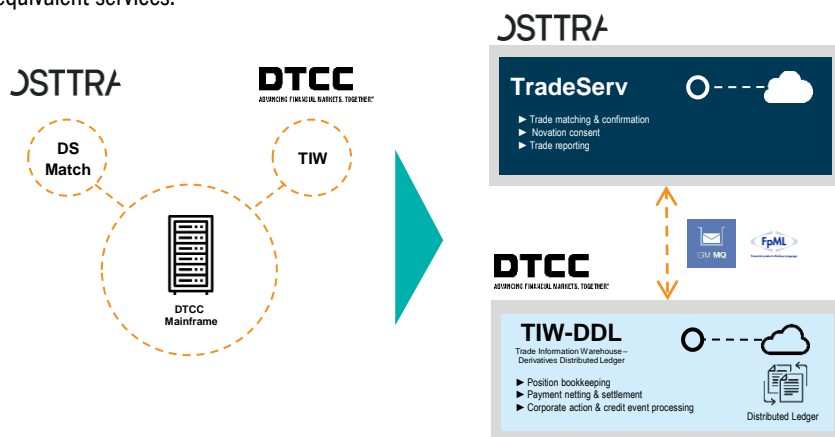 equivalent services.
OSTTRA
DTCC
ADVANCING FINANCIAL MARKETS. TOGETHER.™
DS
Match
TIW
DTCC
Mainframe
OSTTRA
TradeServ
► Trade matching & confirmation
► Novation consent
► Trade reporting
IBM MQ
FpML
DTCC
ADVANCING FINANCIAL MARKETS. TOGETHER.™
TIW-DDL
Trade Information Warehouse –
Derivatives Distributed Ledger
► Position bookkeeping
► Payment netting & settlement
► Corporate action & credit event processing
Distributed Ledger